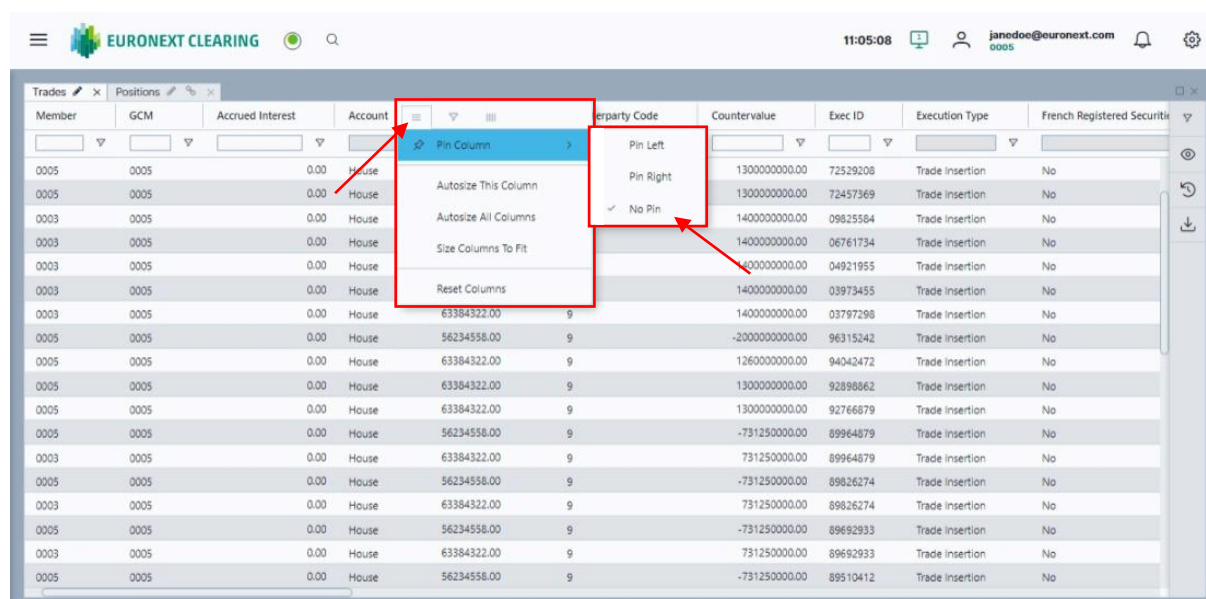 EURONEXT CLEARING 11:05:08 1 janedoe@euronext.com
0005
Trades Positions
Member GCM Accrued Interest Account erparty Code Countervalue Exec ID Execution Type French Registered Securitie
Pin Column Pin Left
Pin Right
No Pin
Autosize This Column
Autosize All Columns
Size Columns To Fit
Reset Columns
0005 0005 0.00 House 1300000000.00 72529208 Trade Insertion No
0005 0005 0.00 House 1300000000.00 72457369 Trade Insertion No
0003 0005 0.00 House 1400000000.00 09825584 Trade Insertion No
0003 0005 0.00 House 1400000000.00 06761734 Trade Insertion No
0003 0005 0.00 House 1400000000.00 04921955 Trade Insertion No
0003 0005 0.00 House 1400000000.00 03973455 Trade Insertion No
0003 0005 0.00 House 63384322.00 9 1400000000.00 03797298 Trade Insertion No
0005 0005 0.00 House 56234558.00 9 -2000000000.00 96315242 Trade Insertion No
0005 0005 0.00 House 63384322.00 9 1260000000.00 94042472 Trade Insertion No
0005 0005 0.00 House 63384322.00 9 1300000000.00 92898862 Trade Insertion No
0005 0005 0.00 House 63384322.00 9 1300000000.00 92766879 Trade Insertion No
0005 0005 0.00 House 56234558.00 9 -731250000.00 89964879 Trade Insertion No
0003 0005 0.00 House 63384322.00 9 731250000.00 89964879 Trade Insertion No
0005 0005 0.00 House 56234558.00 9 -731250000.00 89826274 Trade Insertion No
0003 0005 0.00 House 63384322.00 9 731250000.00 89826274 Trade Insertion No
0005 0005 0.00 House 56234558.00 9 -731250000.00 89692933 Trade Insertion No
0003 0005 0.00 House 63384322.00 9 731250000.00 89692933 Trade Insertion No
0005 0005 0.00 House 56234558.00 9 -731250000.00 89510412 Trade Insertion No